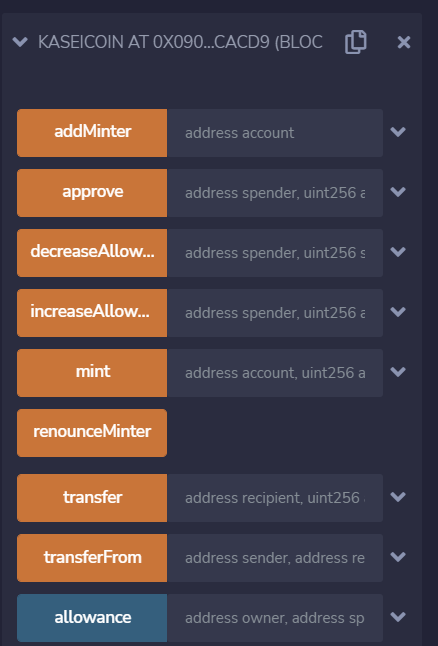 KASEICOIN AT 0X090...CACD9 (BLOC
addMinter address account
approve address spender, uint256 a
decreaseAllow... address spender, uint256 s
increaseAllow... address spender, uint256 a
mint address account, uint256 a
renounceMinter
transfer address recipient, uint256
transferFrom address sender, address re
allowance address owner, address sp